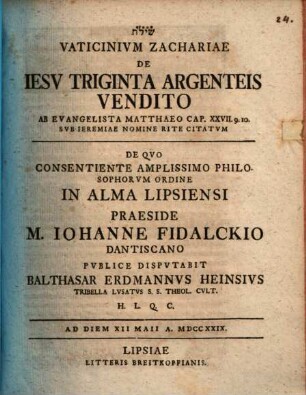 24.
שילה
VATICINIVM ZACHARIAE
DE
IESV TRIGINTA ARGENTEIS
VENDITO
AB EVANGELISTA MATTHAEO CAP. XXVII. 9. 10.
SVB IEREMIAE NOMINE RITE CITATVM
DE QVO
CONSENTIENTE AMPLISSIMO PHILO-
SOPHORVM ORDINE
IN ALMA LIPSIENSI
PRAESIDE
M. IOHANNE FIDALCKIO
DANTISCANO
PVBLICE DISPVTABIT
BALTHASAR ERDMANNVS HEINSIVS
TRIBELLA LVSATVS S. S. THEOL. CVLT.
H. L. Q. C.
AD DIEM XII MAII A. MDCCXXIX.
LIPSIAE
LITTERIS BREITKOPFIANIS.